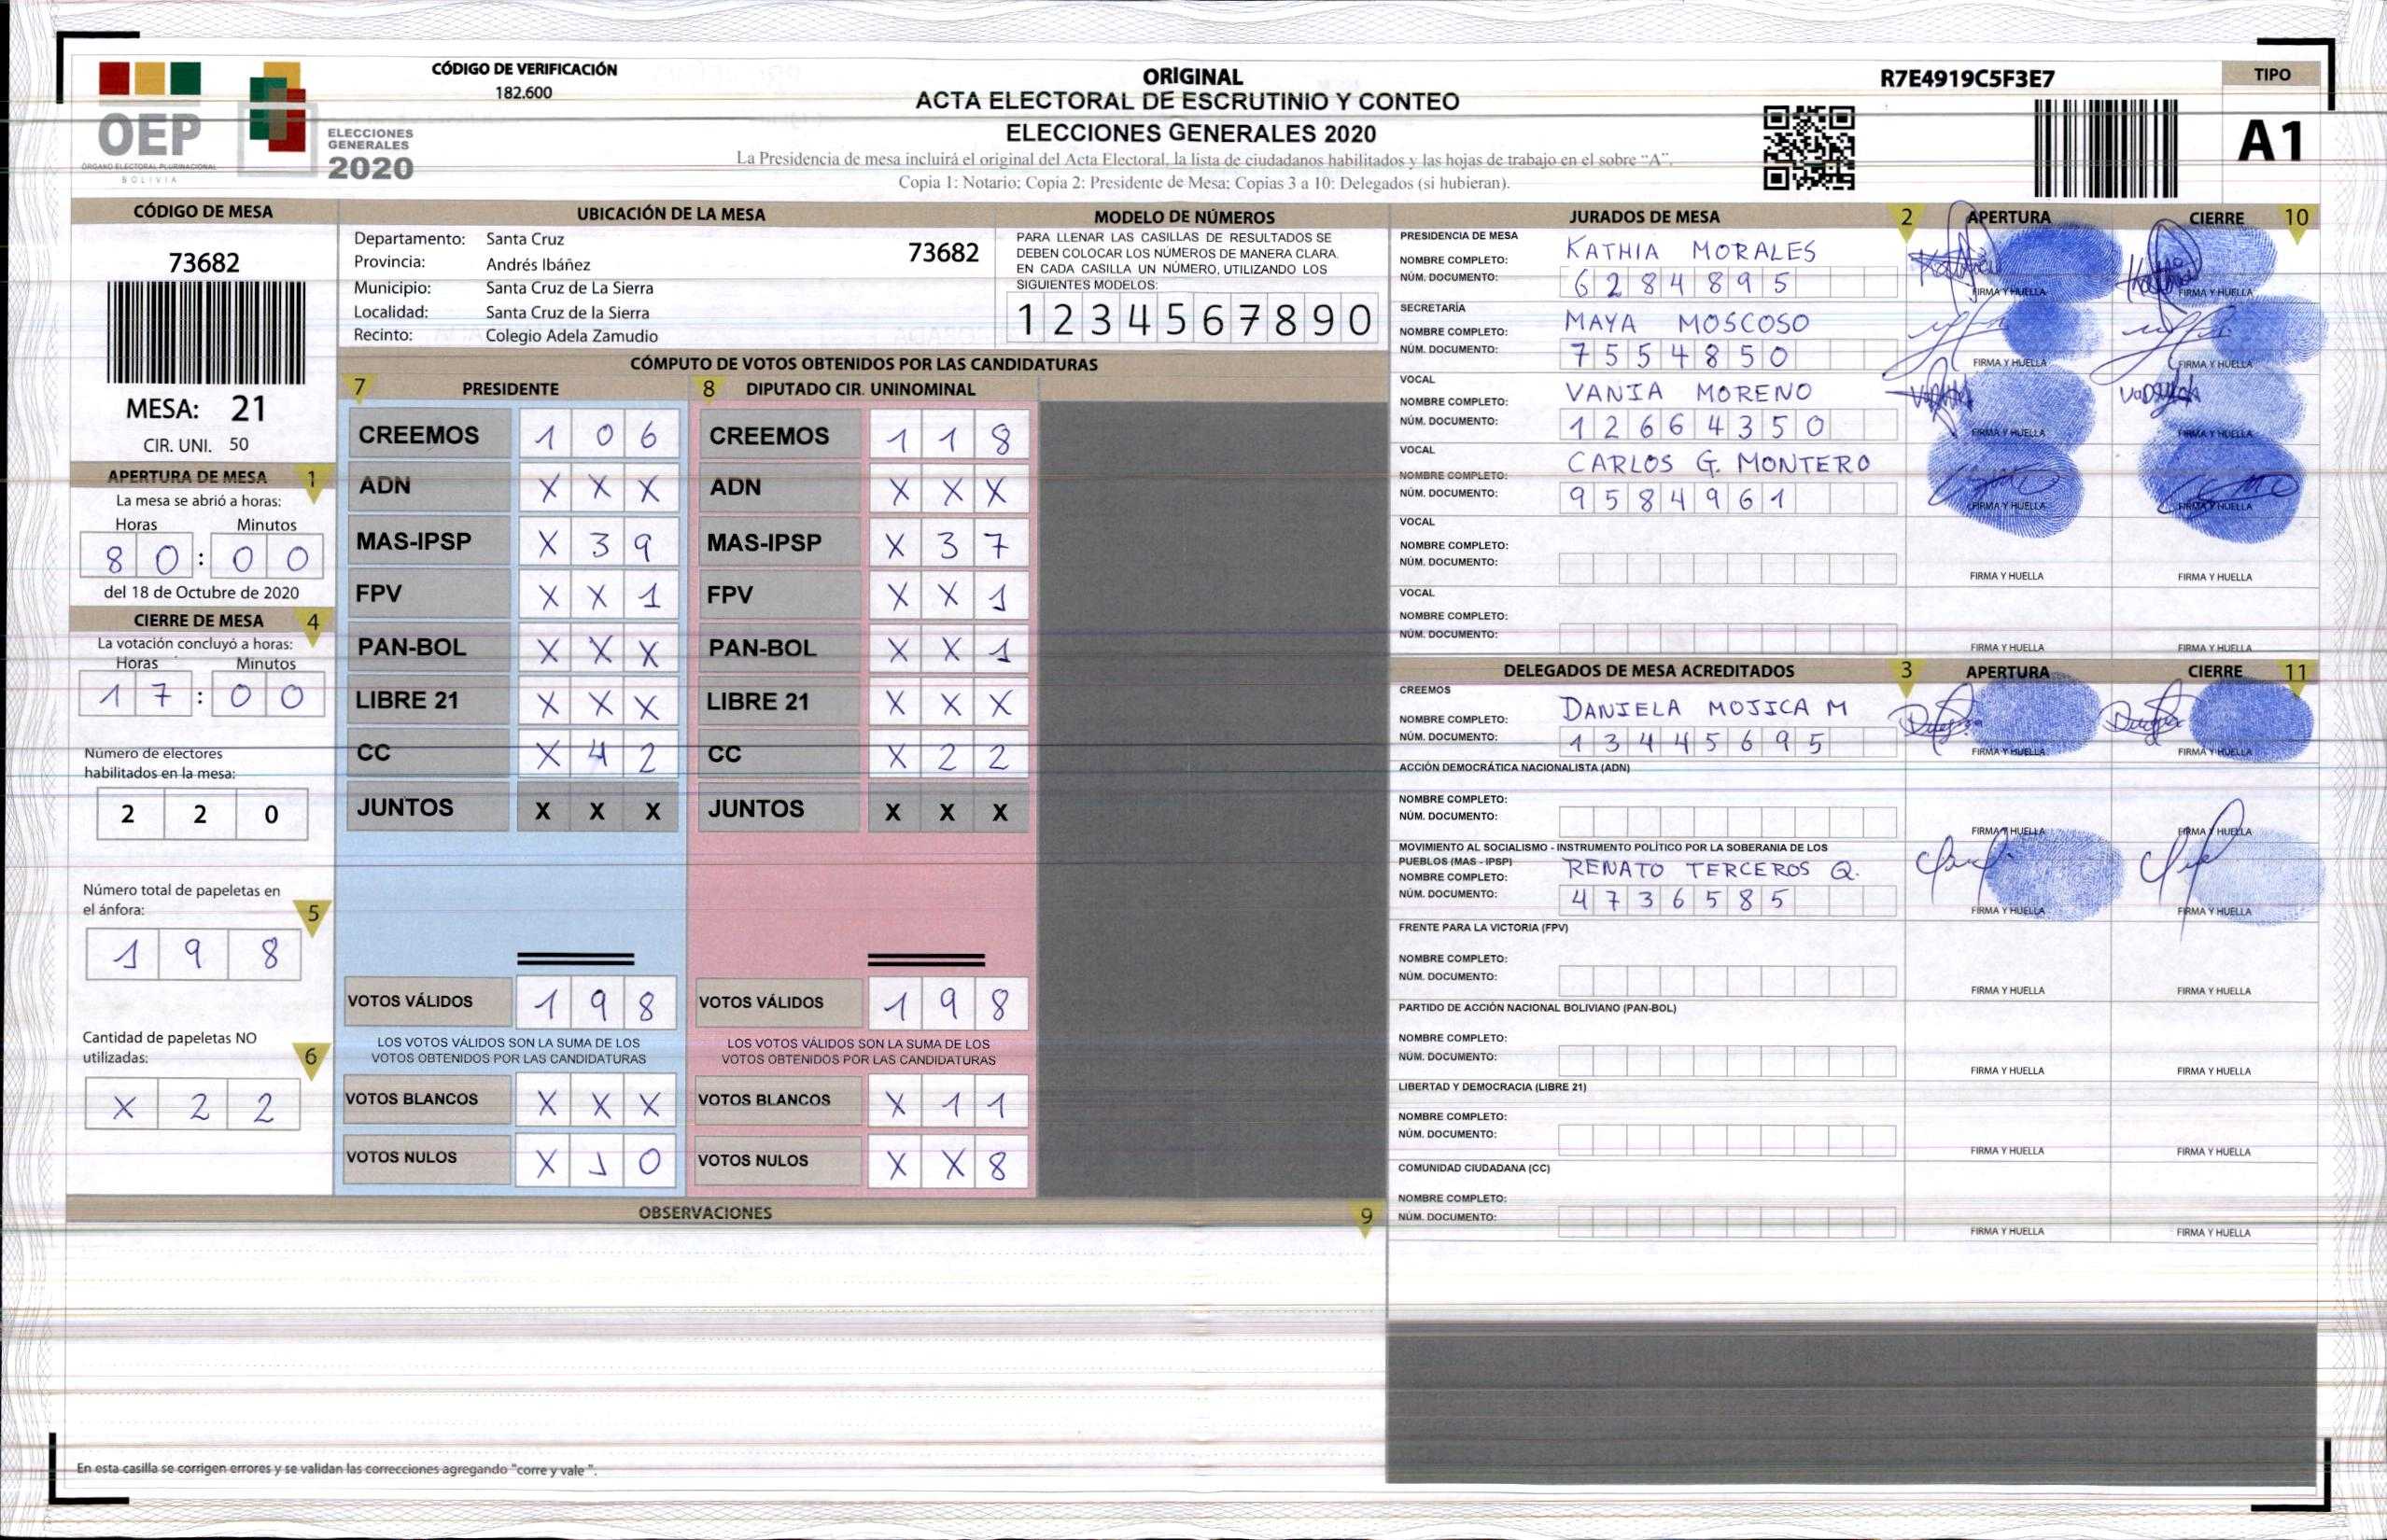 OEP
ÓRGANO ELECTORAL PLURINACIONAL
BOLIVIA
ELECCIONES
GENERALES
2020
CÓDIGO DE VERIFICACIÓN
182.600
ORIGINAL
ACTA ELECTORAL DE ESCRUTINIO Y CONTEO
ELECCIONES GENERALES 2020
La Presidencia de mesa incluirá el original del Acta Electoral, la lista de ciudadanos habilitados y las hojas de trabajo en el sobre "A".
Copia 1: Notario; Copia 2: Presidente de Mesa; Copias 3 a 10: Delegados (si hubieran).
R7E4919C5F3E7
TIPO
A1
CÓDIGO DE MESA
73682
MESA: 21
CIR. UNI. 50
APERTURA DE MESA 1
La mesa se abrió a horas:
Horas Minutos
8 0 : 0 0
del 18 de Octubre de 2020
CIERRE DE MESA 4
La votación concluyó a horas:
Horas Minutos
1 7 : 0 0
Número de electores
habilitados en la mesa:
2 2 0
Número total de papeletas en
el ánfora: 5
1 9 8
Cantidad de papeletas NO
utilizadas: 6
X 2 2
UBICACIÓN DE LA MESA
Departamento: Santa Cruz 73682
Provincia: Andrés Ibáñez
Municipio: Santa Cruz de La Sierra
Localidad: Santa Cruz de la Sierra
Recinto: Colegio Adela Zamudio
MODELO DE NÚMEROS
PARA LLENAR LAS CASILLAS DE RESULTADOS SE
DEBEN COLOCAR LOS NÚMEROS DE MANERA CLARA.
EN CADA CASILLA UN NÚMERO, UTILIZANDO LOS
SIGUIENTES MODELOS:
1 2 3 4 5 6 7 8 9 0
CÓMPUTO DE VOTOS OBTENIDOS POR LAS CANDIDATURAS
7 PRESIDENTE
CREEMOS 1 0 6
ADN X X X
MAS-IPSP X 3 9
FPV X X 1
PAN-BOL X X X
LIBRE 21 X X X
CC X 4 2
JUNTOS X X X
VOTOS VÁLIDOS 1 9 8
LOS VOTOS VÁLIDOS SON LA SUMA DE LOS
VOTOS OBTENIDOS POR LAS CANDIDATURAS
VOTOS BLANCOS X X X
VOTOS NULOS X 1 0
8 DIPUTADO CIR. UNINOMINAL
CREEMOS 1 1 8
ADN X X X
MAS-IPSP X 3 7
FPV X X 1
PAN-BOL X X 1
LIBRE 21 X X X
CC X 2 2
JUNTOS X X X
VOTOS VÁLIDOS 1 9 8
LOS VOTOS VÁLIDOS SON LA SUMA DE LOS
VOTOS OBTENIDOS POR LAS CANDIDATURAS
VOTOS BLANCOS X 1 1
VOTOS NULOS X X 8
OBSERVACIONES 9
En esta casilla se corrigen errores y se validan las correcciones agregando "corre y vale ".
JURADOS DE MESA 2 APERTURA CIERRE 10
PRESIDENCIA DE MESA
NOMBRE COMPLETO: KATHIA MORALES
NÚM. DOCUMENTO: 6 2 8 4 8 9 5
FIRMA Y HUELLA FIRMA Y HUELLA
SECRETARÍA
NOMBRE COMPLETO: MAYA MOSCOSO
NÚM. DOCUMENTO: 7 5 5 4 8 5 0
FIRMA Y HUELLA FIRMA Y HUELLA
VOCAL
NOMBRE COMPLETO: VANIA MORENO
NÚM. DOCUMENTO: 1 2 6 6 4 3 5 0
FIRMA Y HUELLA FIRMA Y HUELLA
VOCAL
NOMBRE COMPLETO: CARLOS G. MONTERO
NÚM. DOCUMENTO: 9 5 8 4 9 6 1
FIRMA Y HUELLA FIRMA Y HUELLA
VOCAL
NOMBRE COMPLETO:
NÚM. DOCUMENTO:
FIRMA Y HUELLA FIRMA Y HUELLA
VOCAL
NOMBRE COMPLETO:
NÚM. DOCUMENTO:
FIRMA Y HUELLA FIRMA Y HUELLA
DELEGADOS DE MESA ACREDITADOS 3 APERTURA CIERRE 11
CREEMOS
NOMBRE COMPLETO: DANIELA MOJICA M
NÚM. DOCUMENTO: 1 3 4 4 5 6 9 5
FIRMA Y HUELLA FIRMA Y HUELLA
ACCIÓN DEMOCRÁTICA NACIONALISTA (ADN)
NOMBRE COMPLETO:
NÚM. DOCUMENTO:
FIRMA Y HUELLA FIRMA Y HUELLA
MOVIMIENTO AL SOCIALISMO - INSTRUMENTO POLÍTICO POR LA SOBERANIA DE LOS
PUEBLOS (MAS - IPSP)
NOMBRE COMPLETO: RENATO TERCEROS Q.
NÚM. DOCUMENTO: 4 7 3 6 5 8 5
FIRMA Y HUELLA FIRMA Y HUELLA
FRENTE PARA LA VICTORIA (FPV)
NOMBRE COMPLETO:
NÚM. DOCUMENTO:
FIRMA Y HUELLA FIRMA Y HUELLA
PARTIDO DE ACCIÓN NACIONAL BOLIVIANO (PAN-BOL)
NOMBRE COMPLETO:
NÚM. DOCUMENTO:
FIRMA Y HUELLA FIRMA Y HUELLA
LIBERTAD Y DEMOCRACIA (LIBRE 21)
NOMBRE COMPLETO:
NÚM. DOCUMENTO:
FIRMA Y HUELLA FIRMA Y HUELLA
COMUNIDAD CIUDADANA (CC)
NOMBRE COMPLETO:
NÚM. DOCUMENTO:
FIRMA Y HUELLA FIRMA Y HUELLA